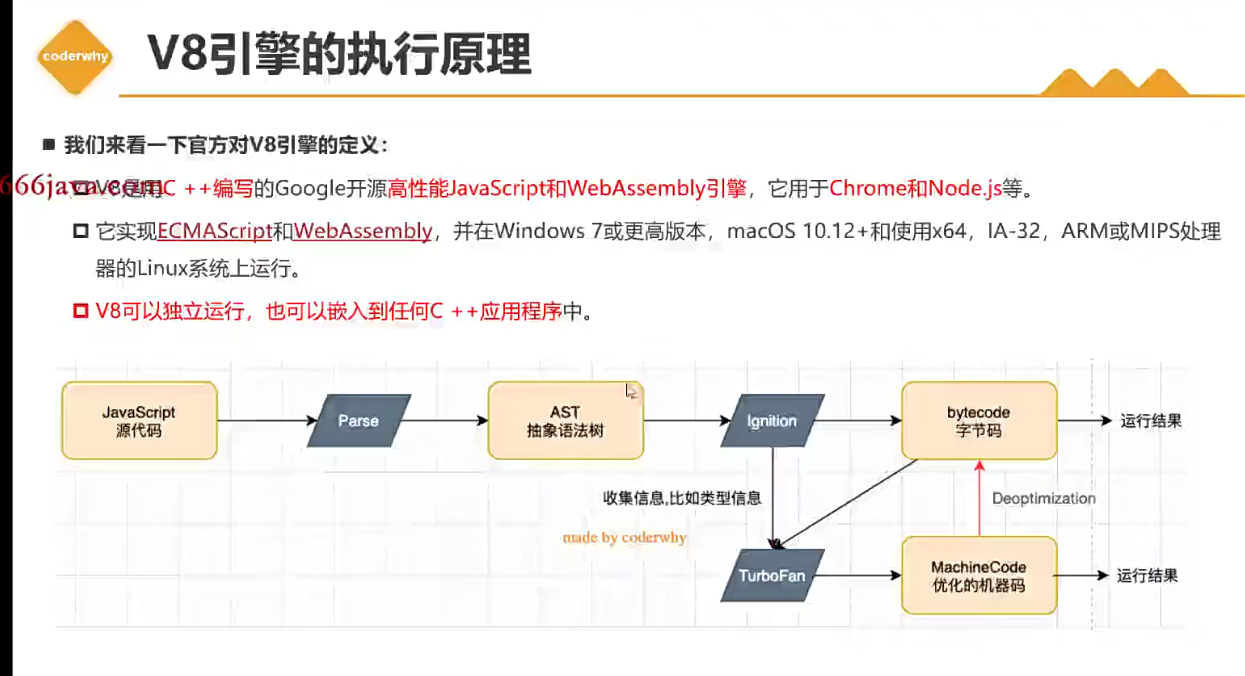 coderwhy
V8引擎的执行原理
我们来看一下官方对V8引擎的定义：
666java.com
V8是用C ++编写的Google开源高性能JavaScript和WebAssembly引擎，它用于Chrome和Node.js等。
它实现ECMAScript和WebAssembly，并在Windows 7或更高版本，macOS 10.12+和使用x64，IA-32，ARM或MIPS处理
器的Linux系统上运行。
V8可以独立运行，也可以嵌入到任何C ++应用程序中。
JavaScript
源代码
Parse
AST
抽象语法树
Ignition
bytecode
字节码
运行结果
收集信息,比如类型信息
Deoptimization
made by coderwhy
TurboFan
MachineCode
优化的机器码
运行结果